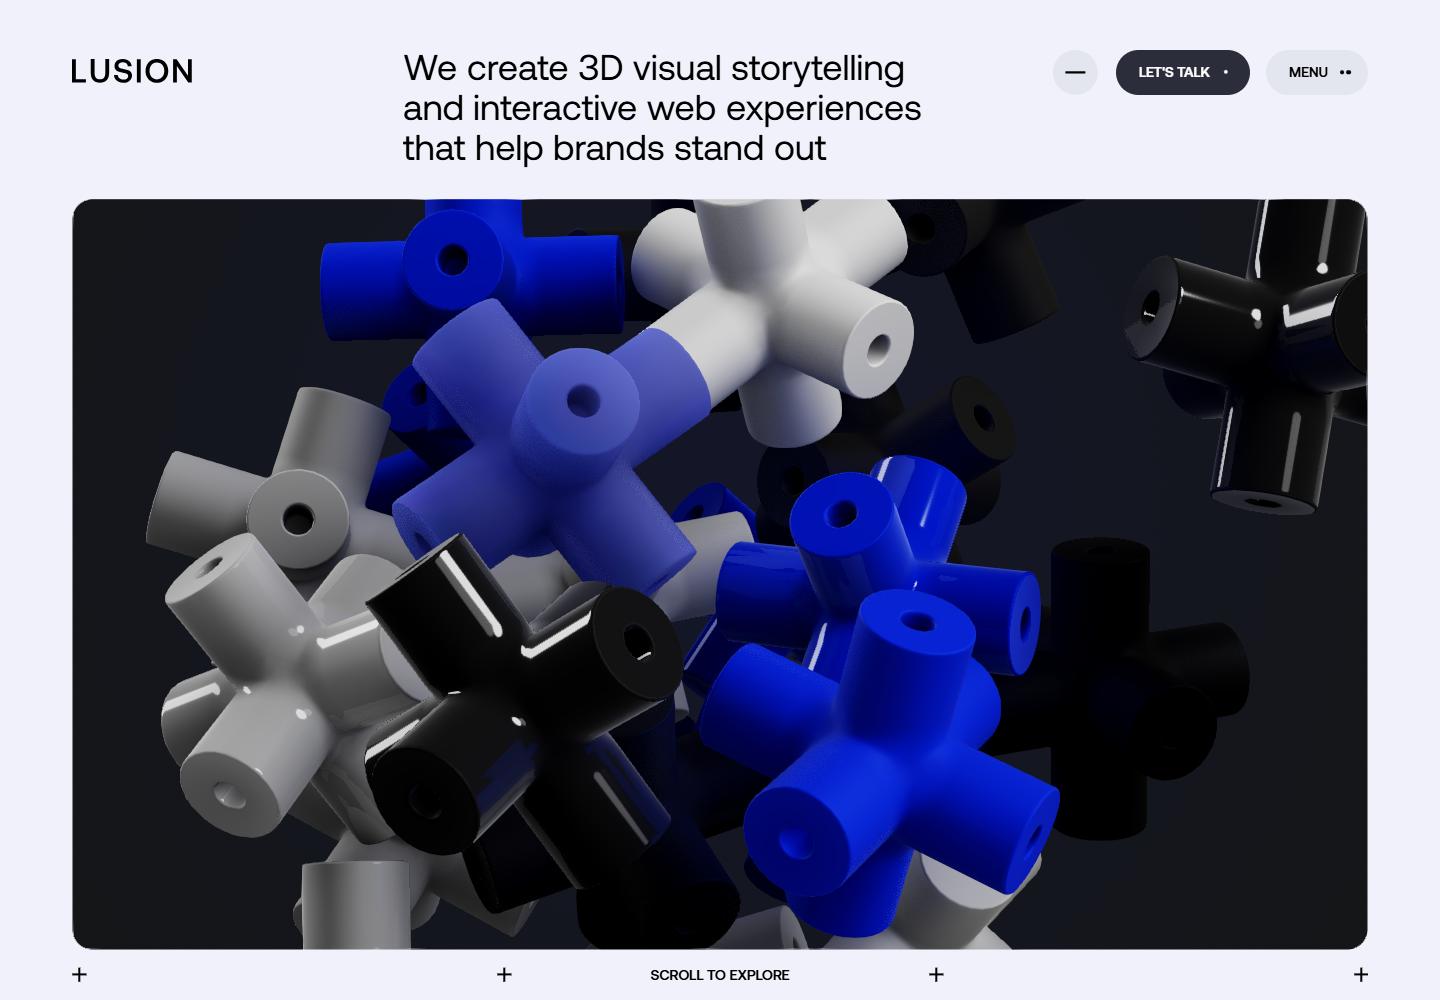 LUSION
We create 3D visual storytelling
and interactive web experiences
that help brands stand out
LET'S TALK
MENU
SCROLL TO EXPLORE